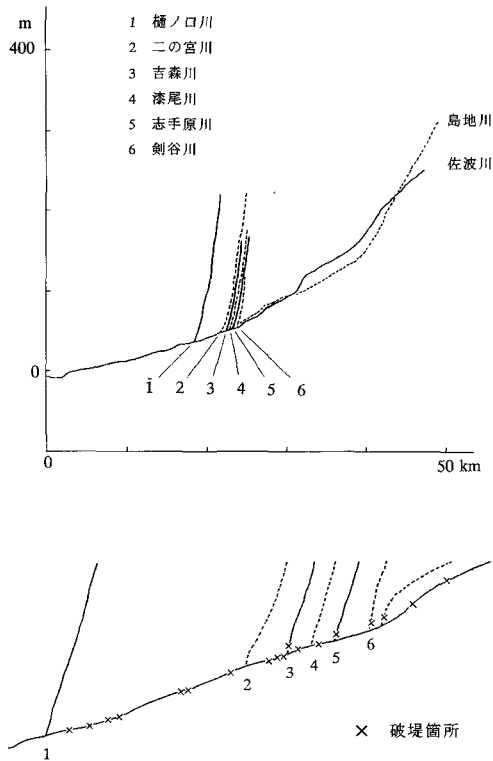 m
400
1 樋ノ口川
2 二の宮川
3 吉森川
4 漆尾川
5 志手原川
6 剣谷川
島地川
佐波川
0
1 2 3 4 5 6
0 50 km
2 3 4 5 6
1
× 破堤箇所